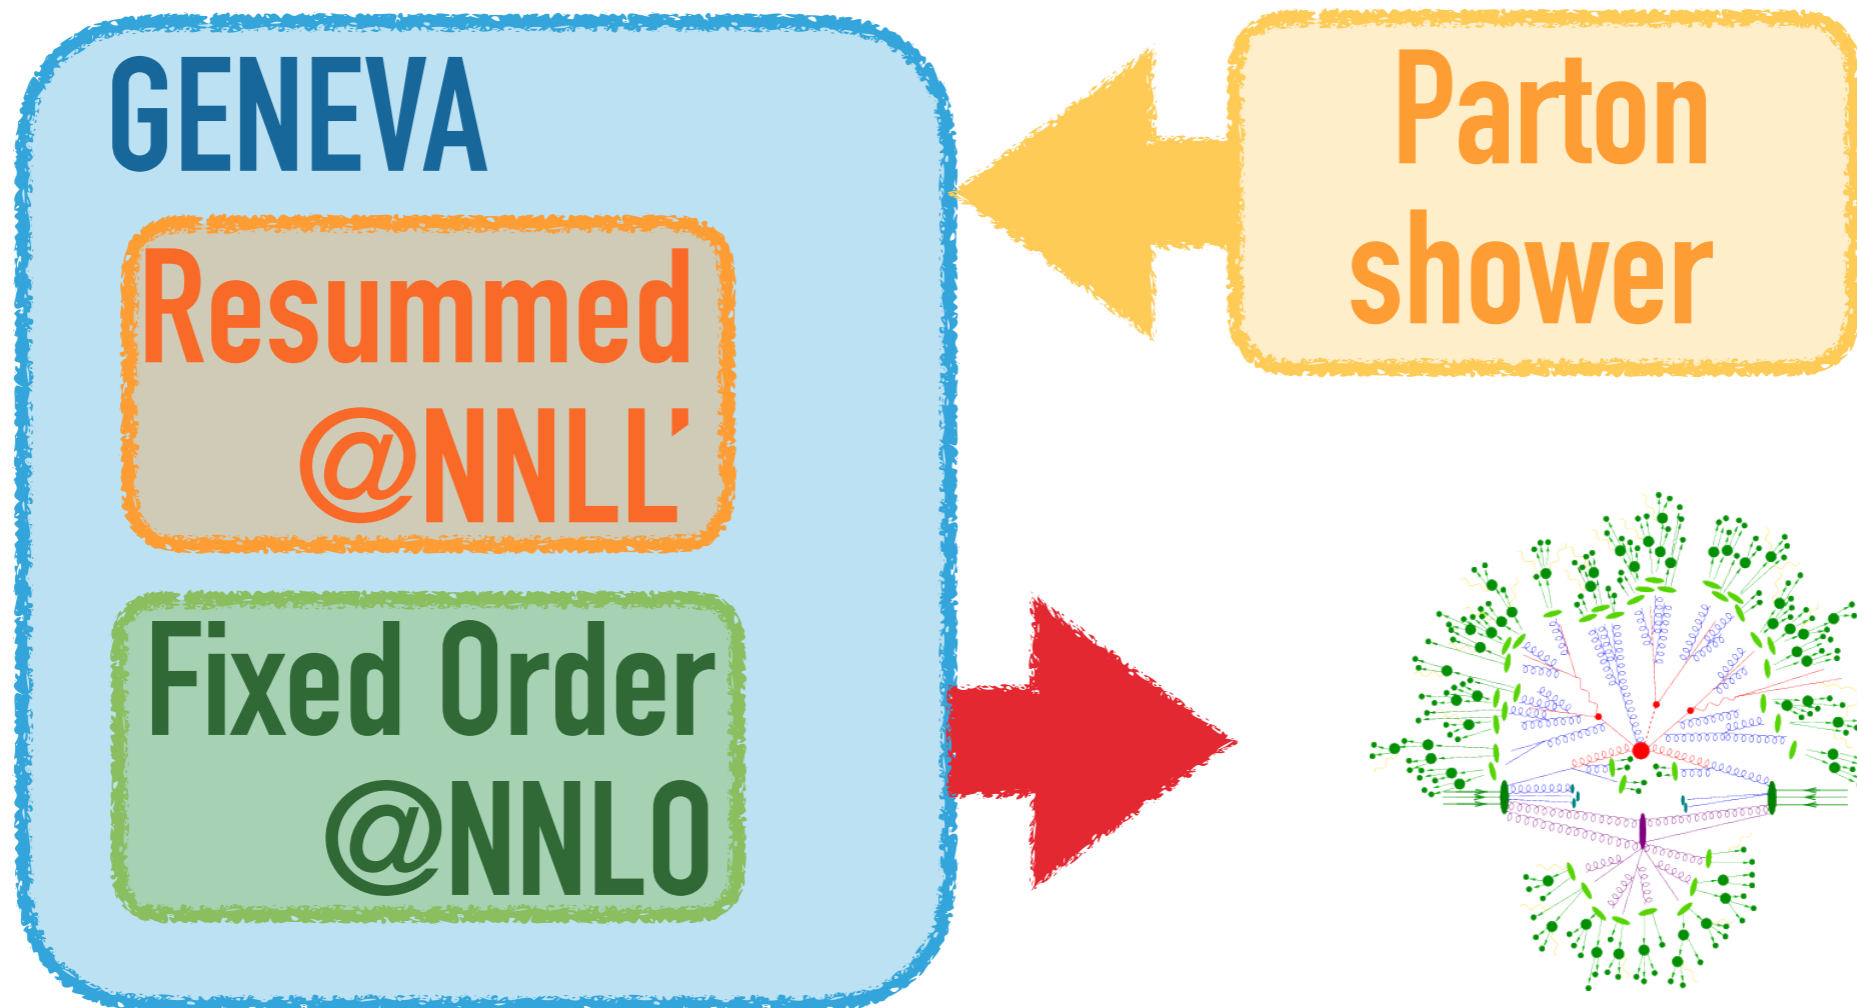 GENEVA
Resummed
@NNLL’
Fixed Order
@NNLO
Parton
shower